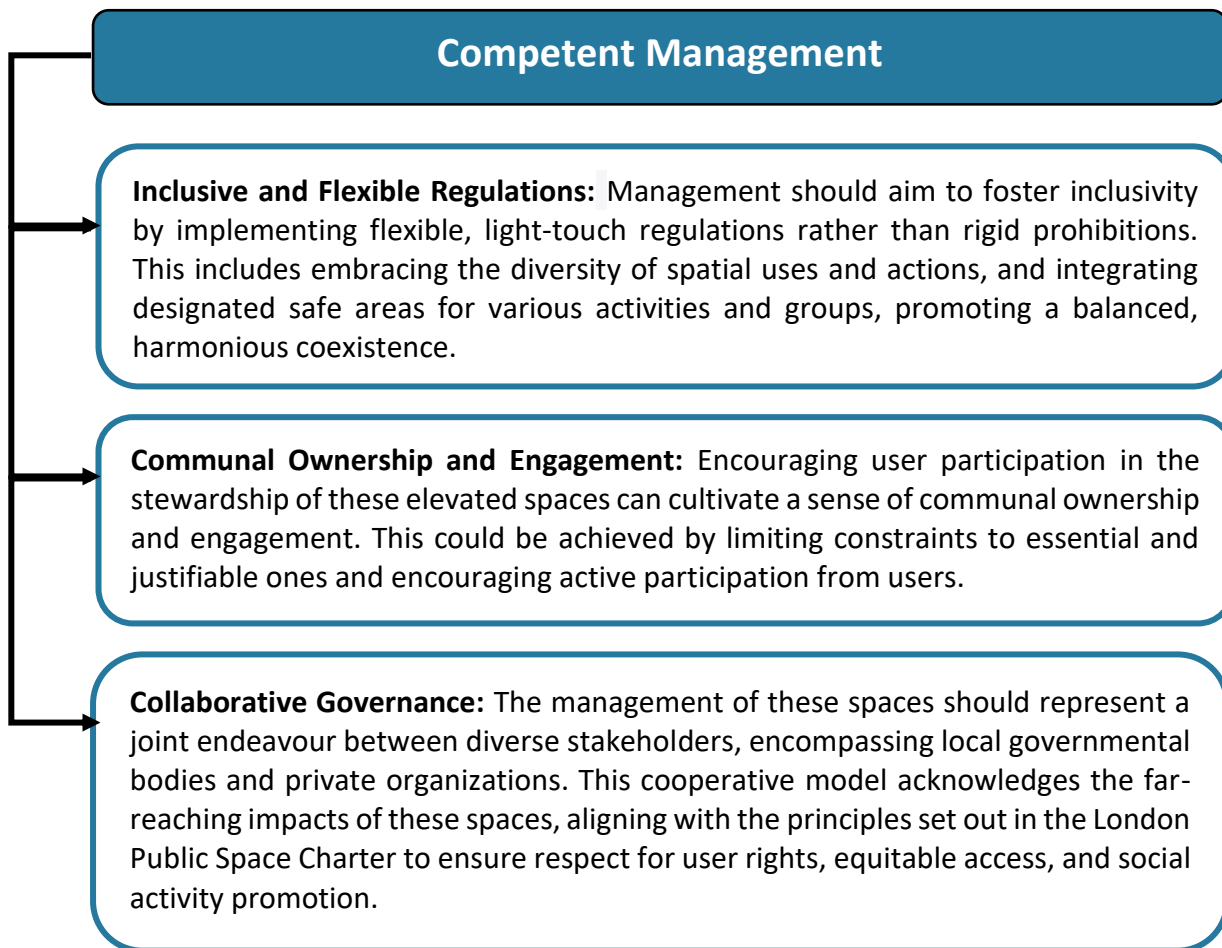 Competent Management
Inclusive and Flexible Regulations: Management should aim to foster inclusivity
by implementing flexible, light-touch regulations rather than rigid prohibitions.
This includes embracing the diversity of spatial uses and actions, and integrating
designated safe areas for various activities and groups, promoting a balanced,
harmonious coexistence.
Communal Ownership and Engagement: Encouraging user participation in the
stewardship of these elevated spaces can cultivate a sense of communal ownership
and engagement. This could be achieved by limiting constraints to essential and
justifiable ones and encouraging active participation from users.
Collaborative Governance: The management of these spaces should represent a
joint endeavour between diverse stakeholders, encompassing local governmental
bodies and private organizations. This cooperative model acknowledges the far-
reaching impacts of these spaces, aligning with the principles set out in the London
Public Space Charter to ensure respect for user rights, equitable access, and social
activity promotion.